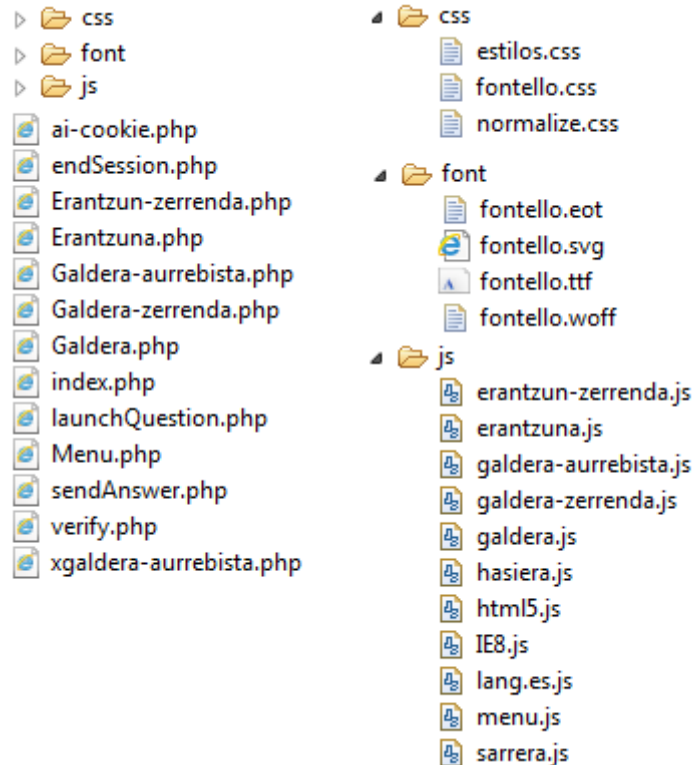 css
font
js
ai-cookie.php
endSession.php
Erantzun-zerrenda.php
Erantzuna.php
Galdera-aurrebista.php
Galdera-zerrenda.php
Galdera.php
index.php
launchQuestion.php
Menu.php
sendAnswer.php
verify.php
xgaldera-aurrebista.php
css
estilos.css
fontello.css
normalize.css
font
fontello.eot
fontello.svg
fontello.ttf
fontello.woff
js
erantzun-zerrenda.js
erantzuna.js
galdera-aurrebista.js
galdera-zerrenda.js
galdera.js
hasiera.js
html5.js
IE8.js
lang.es.js
menu.js
sarrera.js